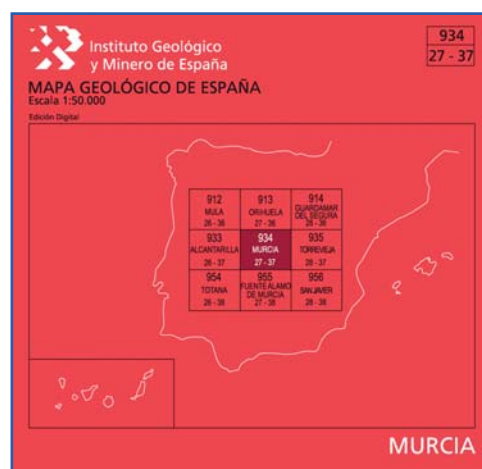 Instituto Geológico
y Minero de España
934
27 - 37
MAPA GEOLÓGICO DE ESPAÑA
Escala 1:50.000
Edición Digital
912
MULA
26 - 36
913
ORIHUELA
27 - 36
914
GUARDAMAR
DEL SEGURA
28 - 36
933
ALCANTARILLA
26 - 37
934
MURCIA
27 - 37
935
TORREVIEJA
28 - 37
954
TOTANA
26 - 38
955
FUENTE ALAMO
DE MURCIA
27 - 38
956
SAN JAVIER
28 - 38
MURCIA